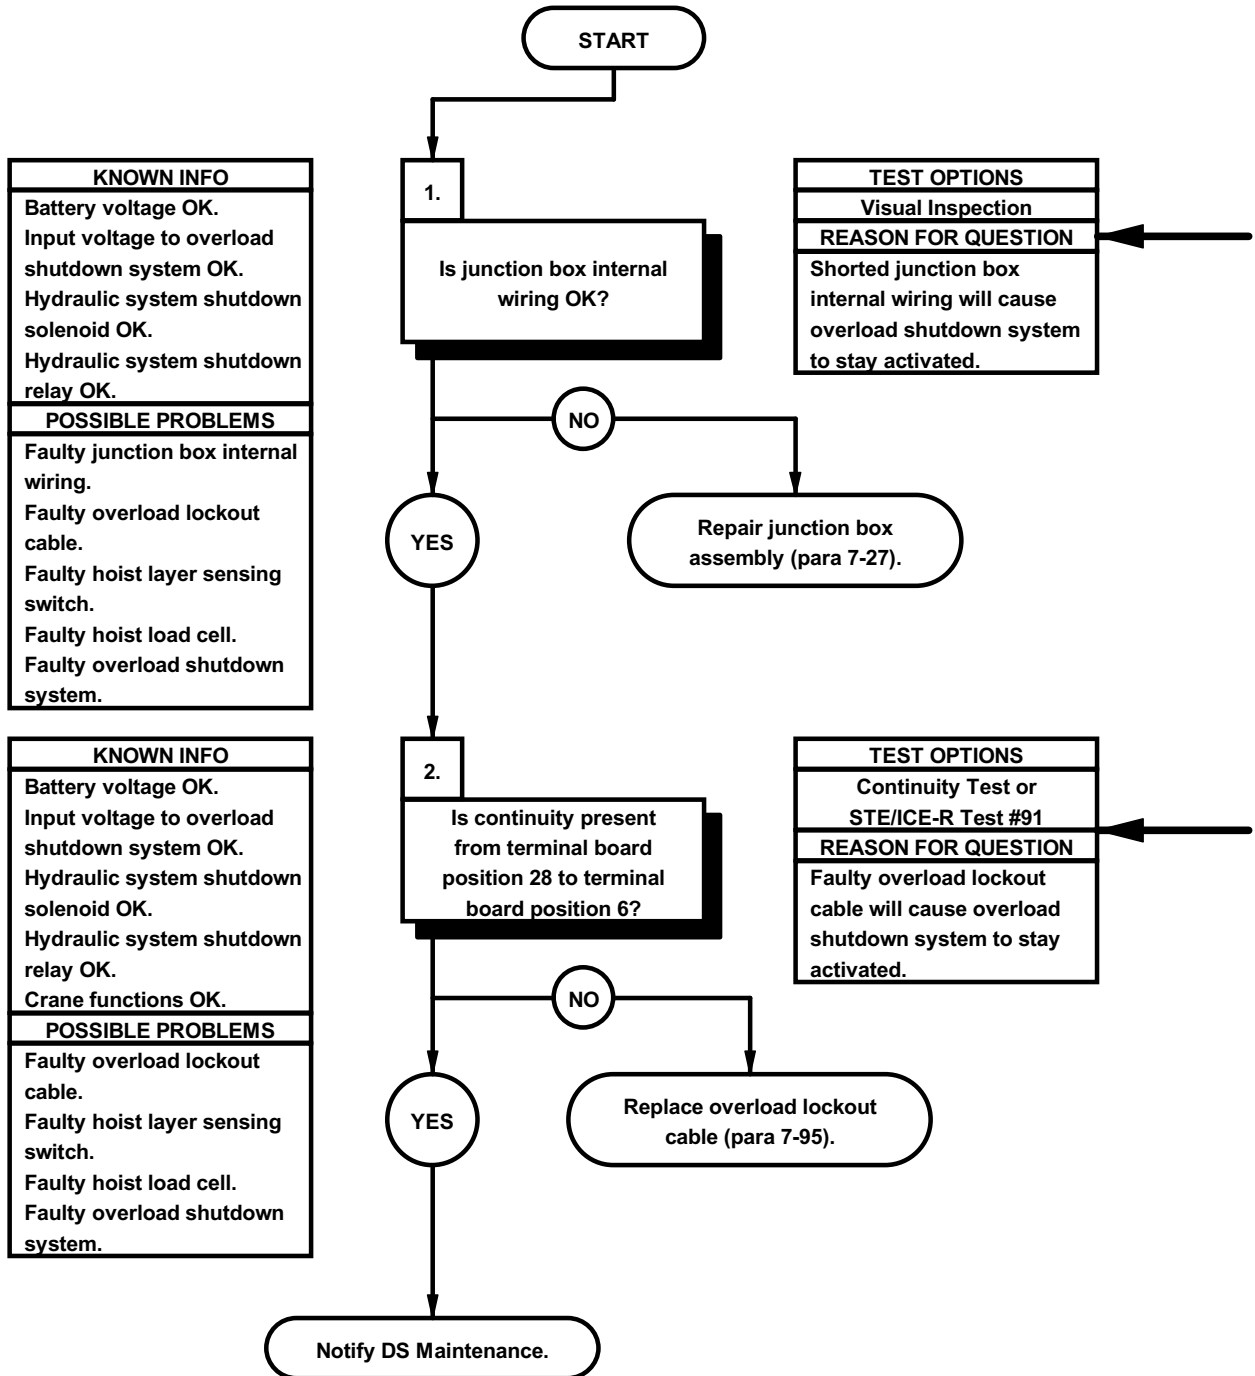 START
KNOWN INFO
Battery voltage OK.
Input voltage to overload
shutdown system OK.
Hydraulic system shutdown
solenoid OK.
Hydraulic system shutdown
relay OK.
POSSIBLE PROBLEMS
Faulty junction box internal
wiring.
Faulty overload lockout
cable.
Faulty hoist layer sensing
switch.
Faulty hoist load cell.
Faulty overload shutdown
system.
1.
Is junction box internal
wiring OK?
TEST OPTIONS
Visual Inspection
REASON FOR QUESTION
Shorted junction box
internal wiring will cause
overload shutdown system
to stay activated.
NO
YES
Repair junction box
assembly (para 7-27).
KNOWN INFO
Battery voltage OK.
Input voltage to overload
shutdown system OK.
Hydraulic system shutdown
solenoid OK.
Hydraulic system shutdown
relay OK.
Crane functions OK.
POSSIBLE PROBLEMS
Faulty overload lockout
cable.
Faulty hoist layer sensing
switch.
Faulty hoist load cell.
Faulty overload shutdown
system.
2.
Is continuity present
from terminal board
position 28 to terminal
board position 6?
TEST OPTIONS
Continuity Test or
STE/ICE-R Test #91
REASON FOR QUESTION
Faulty overload lockout
cable will cause overload
shutdown system to stay
activated.
NO
YES
Replace overload lockout
cable (para 7-95).
Notify DS Maintenance.